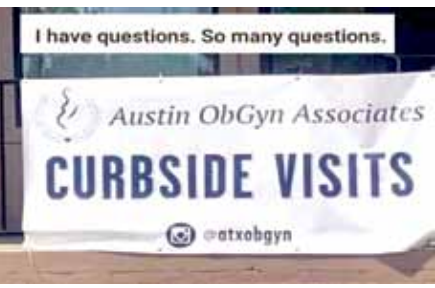 I have questions. So many questions.
Austin ObGyn Associates
CURBSIDE VISITS
@atxobgyn